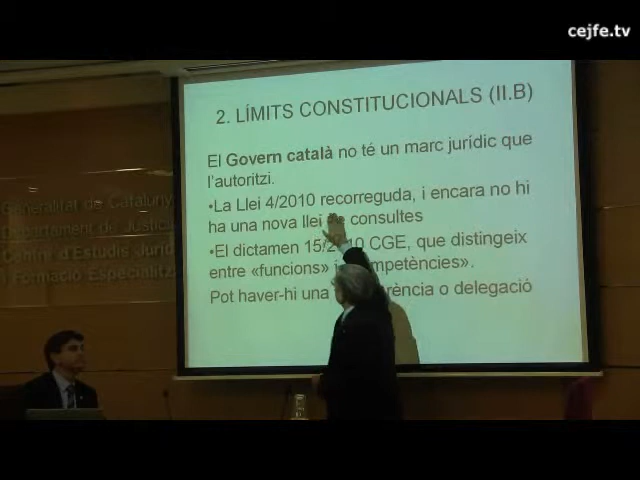 cejfe.tv
2. LÍMITS CONSTITUCIONALS (II.B)
El Govern català no té un marc jurídic que
l'autoritzi.
•La Llei 4/2010 recorreguda, i encara no hi
ha una nova llei de consultes
•El dictamen 15/2010 CGE, que distingeix
entre «funcions» i competències».
Pot haver-hi una delegació o
Generalitat de Catalunya
Departament de Justícia
Centre d'Estudis Jurídics
i Formació Especialitzada